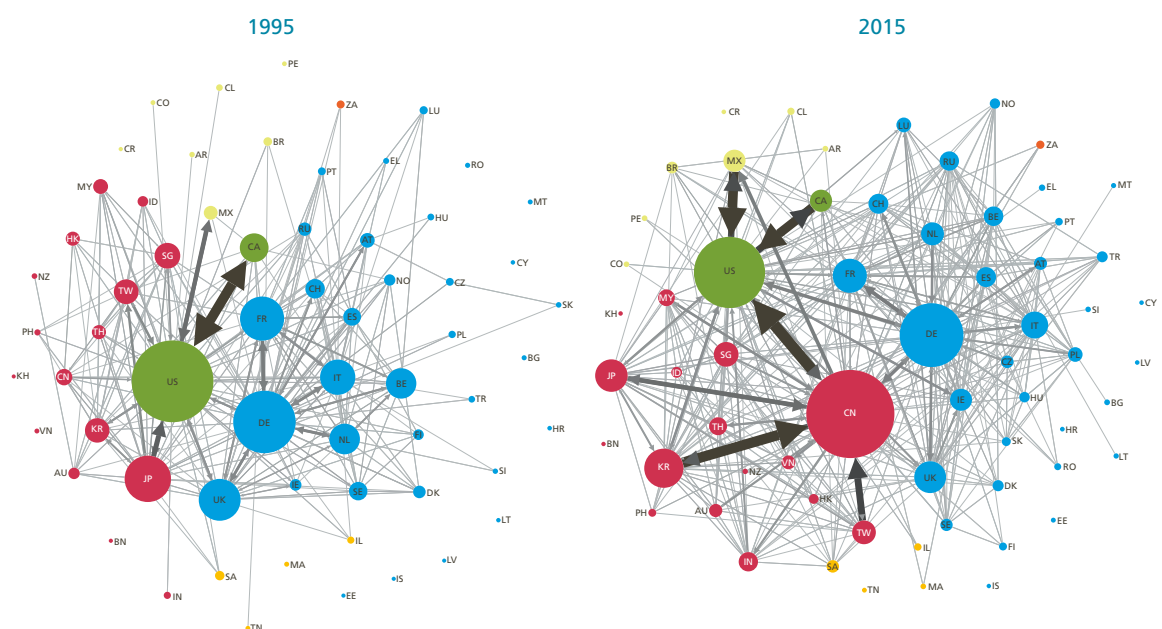 1995
2015
PE
CL
CO
ZA
LU
BR
CR
AR
EL
RO
PT
MY
ID
MT
MX
HU
RU
HK
AT
CA
SG
CY
NZ
NO
CZ
TW
CH
SK
FR
ES
PH
TH
PL
BG
KH
CN
US
IT
BE
TR
DE
VN
KR
HR
FI
NL
AU
JP
SI
IE
UK
SE
DK
LT
BN
IL
LV
MA
SA
IS
IN
EE
TN
NO
CR
CL
LU
ZA
AR
MX
RU
BR
MT
EL
CA
CH
BE
PE
PT
NL
TR
CO
AT
US
FR
ES
MY
CY
KH
SI
IT
DE
SG
PL
CZ
LV
JP
ID
HU
IE
BG
CN
TH
HR
BN
SK
LT
KR
VN
RO
NZ
UK
DK
HK
PH
AU
EE
SE
TW
FI
IL
IN
SA
MA
IS
TN